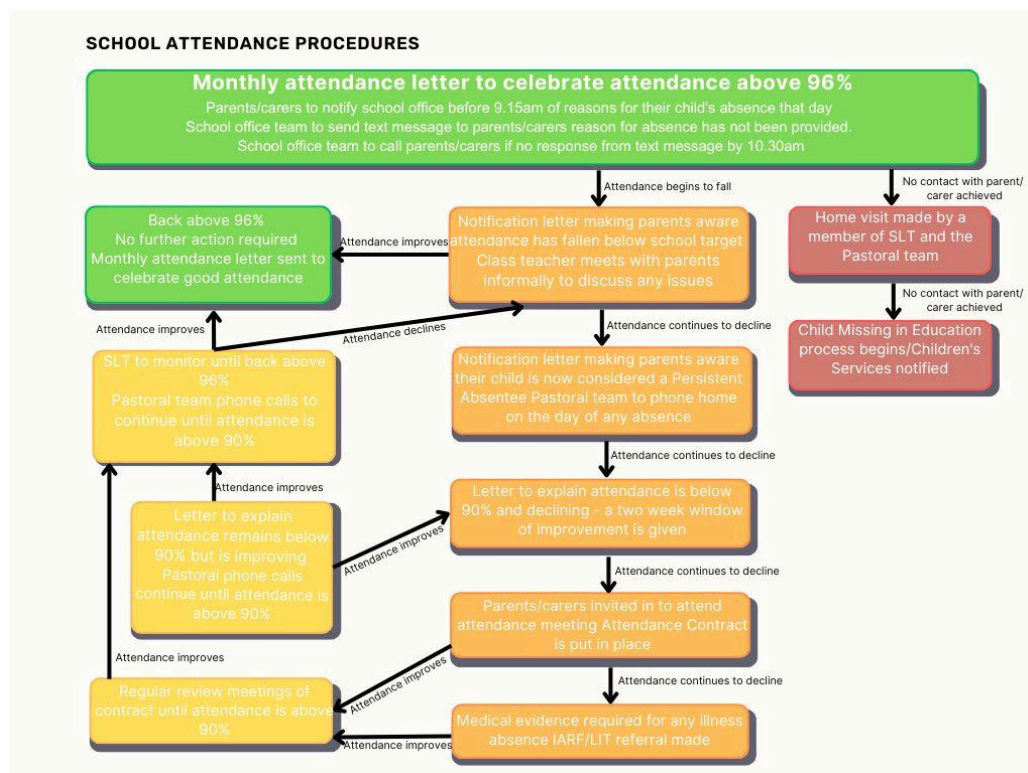 SCHOOL ATTENDANCE PROCEDURES
Monthly attendance letter to celebrate attendance above 96%
Parents/carers to notify school office before 9.15am of reasons for their child's absence that day
School office team to send text message to parents/carers reason for absence has not been provided.
School office team to call parents/carers if no response from text message by 10.30am
Attendance begins to fall
No contact with parent/
carer achieved
Back above 96%
No further action required
Monthly attendance letter sent to
celebrate good attendance
Attendance improves
Notification letter making parents aware
attendance has fallen below school target
Class teacher meets with parents
informally to discuss any issues
Home visit made by a
member of SLT and the
Pastoral team
No contact with parent/
carer achieved
Attendance improves
Attendance declines
Attendance continues to decline
Child Missing in Education
process begins/Children's
Services notified
SLT to monitor until back above
96%
Pastoral team phone calls to
continue until attendance is
above 90%
Notification letter making parents aware
their child is now considered a Persistent
Absentee Pastoral team to phone home
on the day of any absence
Attendance continues to decline
Attendance improves
Letter to explain
attendance remains below
90% but is improving
Pastoral phone calls
continue until attendance is
above 90%
Attendance improves
Letter to explain attendance is below
90% and declining - a two week window
of improvement is given
Attendance continues to decline
Parents/carers invited in to attend
attendance meeting Attendance Contract
is put in place
Attendance improves
Attendance improves
Attendance continues to decline
Regular review meetings of
contract until attendance is above
90%
Attendance improves
Medical evidence required for any illness
absence IARF/LIT referral made